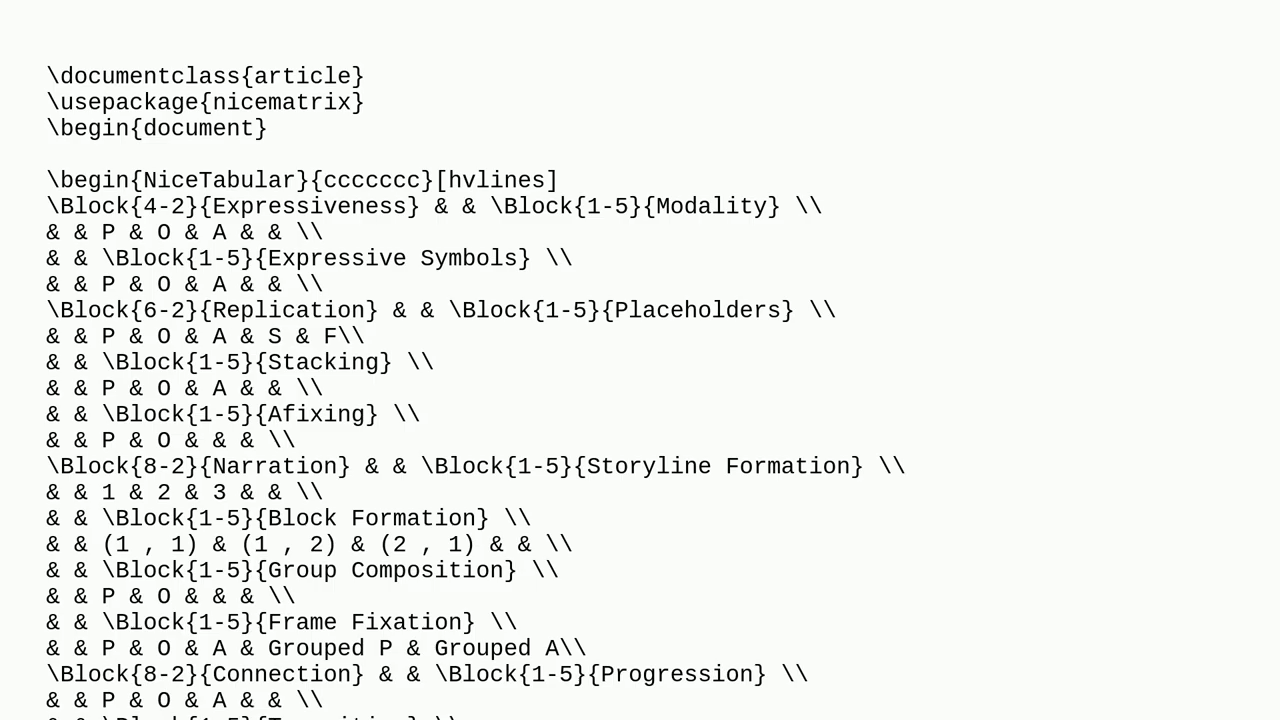 \documentclass{article}
\usepackage{nicematrix}
\begin{document}
\begin{NiceTabular}{ccccccc}[hvlines]
\Block{4-2}{Expressiveness} & & \Block{1-5}{Modality} \\
& & P & O & A & & \\
& & \Block{1-5}{Expressive Symbols} \\
& & P & O & A & & \\
\Block{6-2}{Replication} & & \Block{1-5}{Placeholders} \\
& & P & O & A & S & F\\
& & \Block{1-5}{Stacking} \\
& & P & O & A & & \\
& & \Block{1-5}{Afixing} \\
& & P & O & & & \\
\Block{8-2}{Narration} & & \Block{1-5}{Storyline Formation} \\
& & 1 & 2 & 3 & & \\
& & \Block{1-5}{Block Formation} \\
& & (1 , 1) & (1 , 2) & (2 , 1) & & \\
& & \Block{1-5}{Group Composition} \\
& & P & O & & & \\
& & \Block{1-5}{Frame Fixation} \\
& & P & O & A & Grouped P & Grouped A\\
\Block{8-2}{Connection} & & \Block{1-5}{Progression} \\
& & P & O & A & & \\